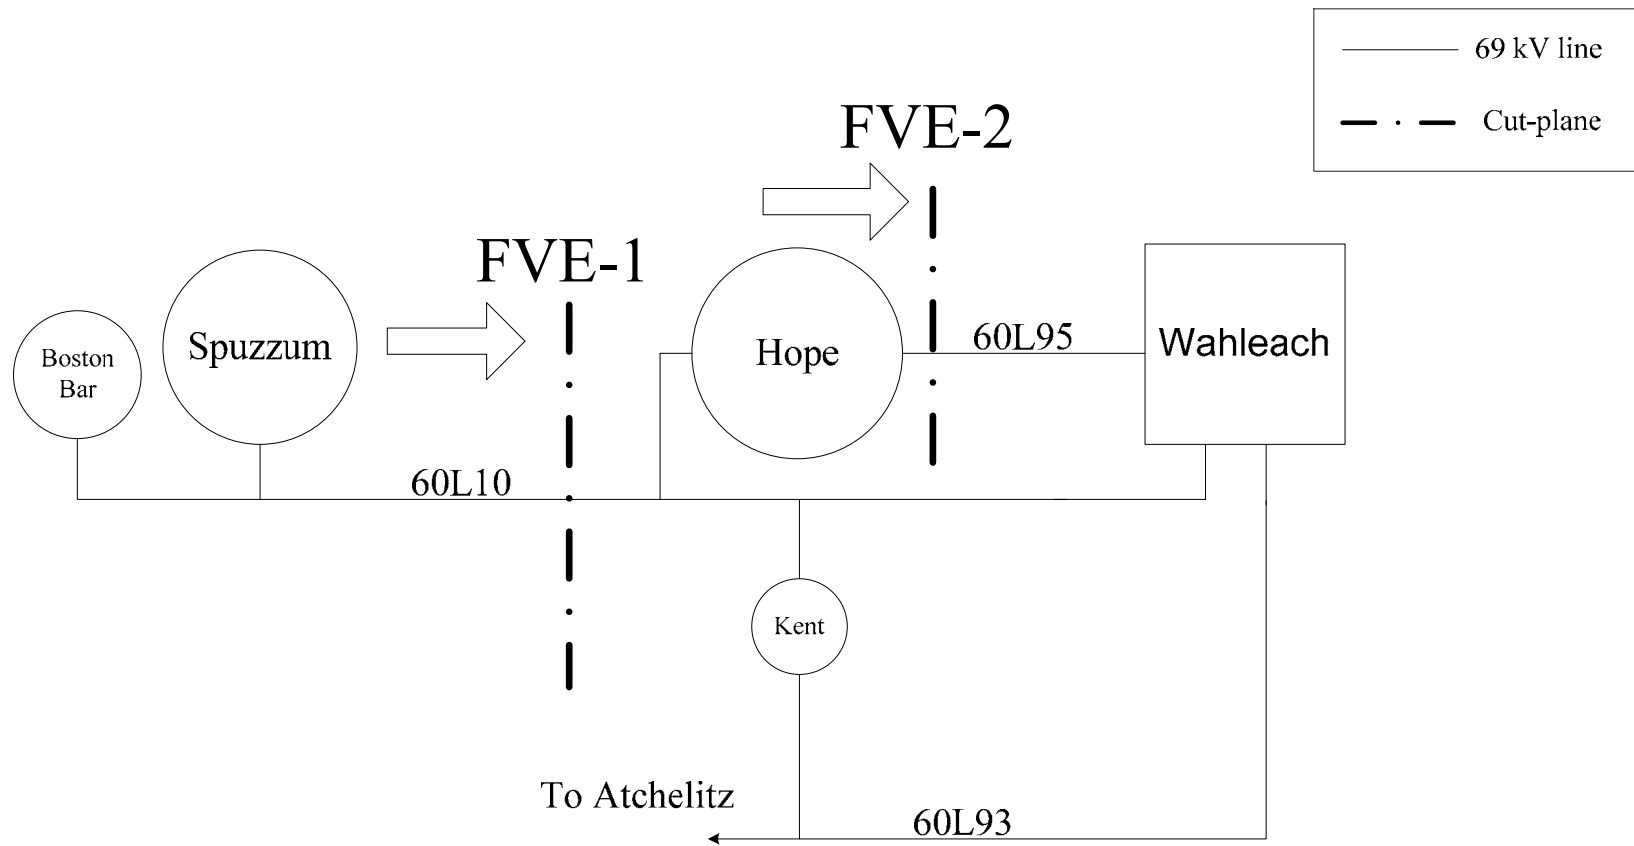 69 kV line
Cut-plane
FVE-2
FVE-1
Boston
Bar
Spuzzum
Hope
60L95
Wahleach
60L10
Kent
To Atchelitz
60L93